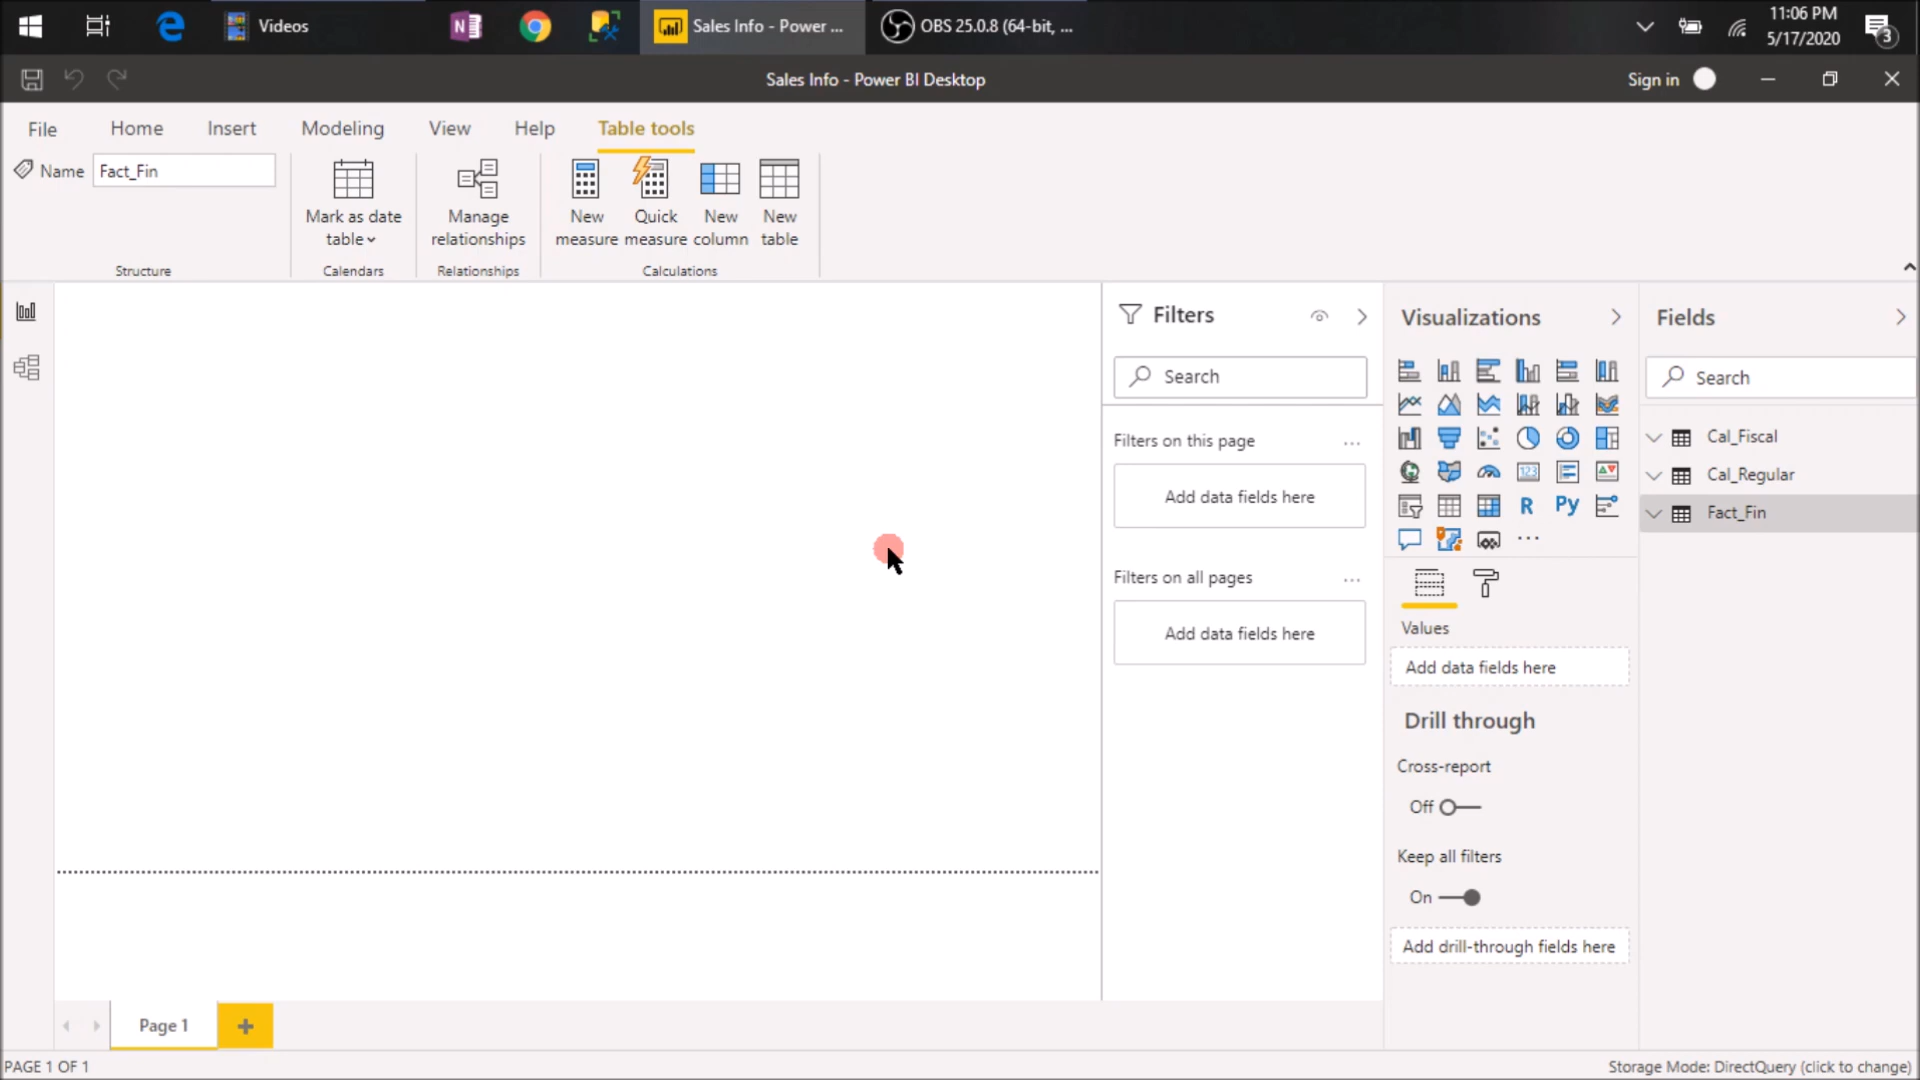 Videos
N
Sales Info - Power ...
OBS 25.0.8 (64-bit, ...
11:06 PM
5/17/2020
3
Sales Info - Power BI Desktop
Sign in
File
Home
Insert
Modeling
View
Help
Table tools
Name
Fact_Fin
Mark as date
table
Manage
relationships
New
measure
Quick
measure
New
column
New
table
Structure
Calendars
Relationships
Calculations
Filters
Search
Filters on this page
...
Add data fields here
Filters on all pages
...
Add data fields here
Visualizations
123
R
Py
...
Values
Add data fields here
Drill through
Cross-report
Off
Keep all filters
On
Add drill-through fields here
Fields
Search
Cal_Fiscal
Cal_Regular
Fact_Fin
Page 1
+
PAGE 1 OF 1
Storage Mode: DirectQuery (click to change)